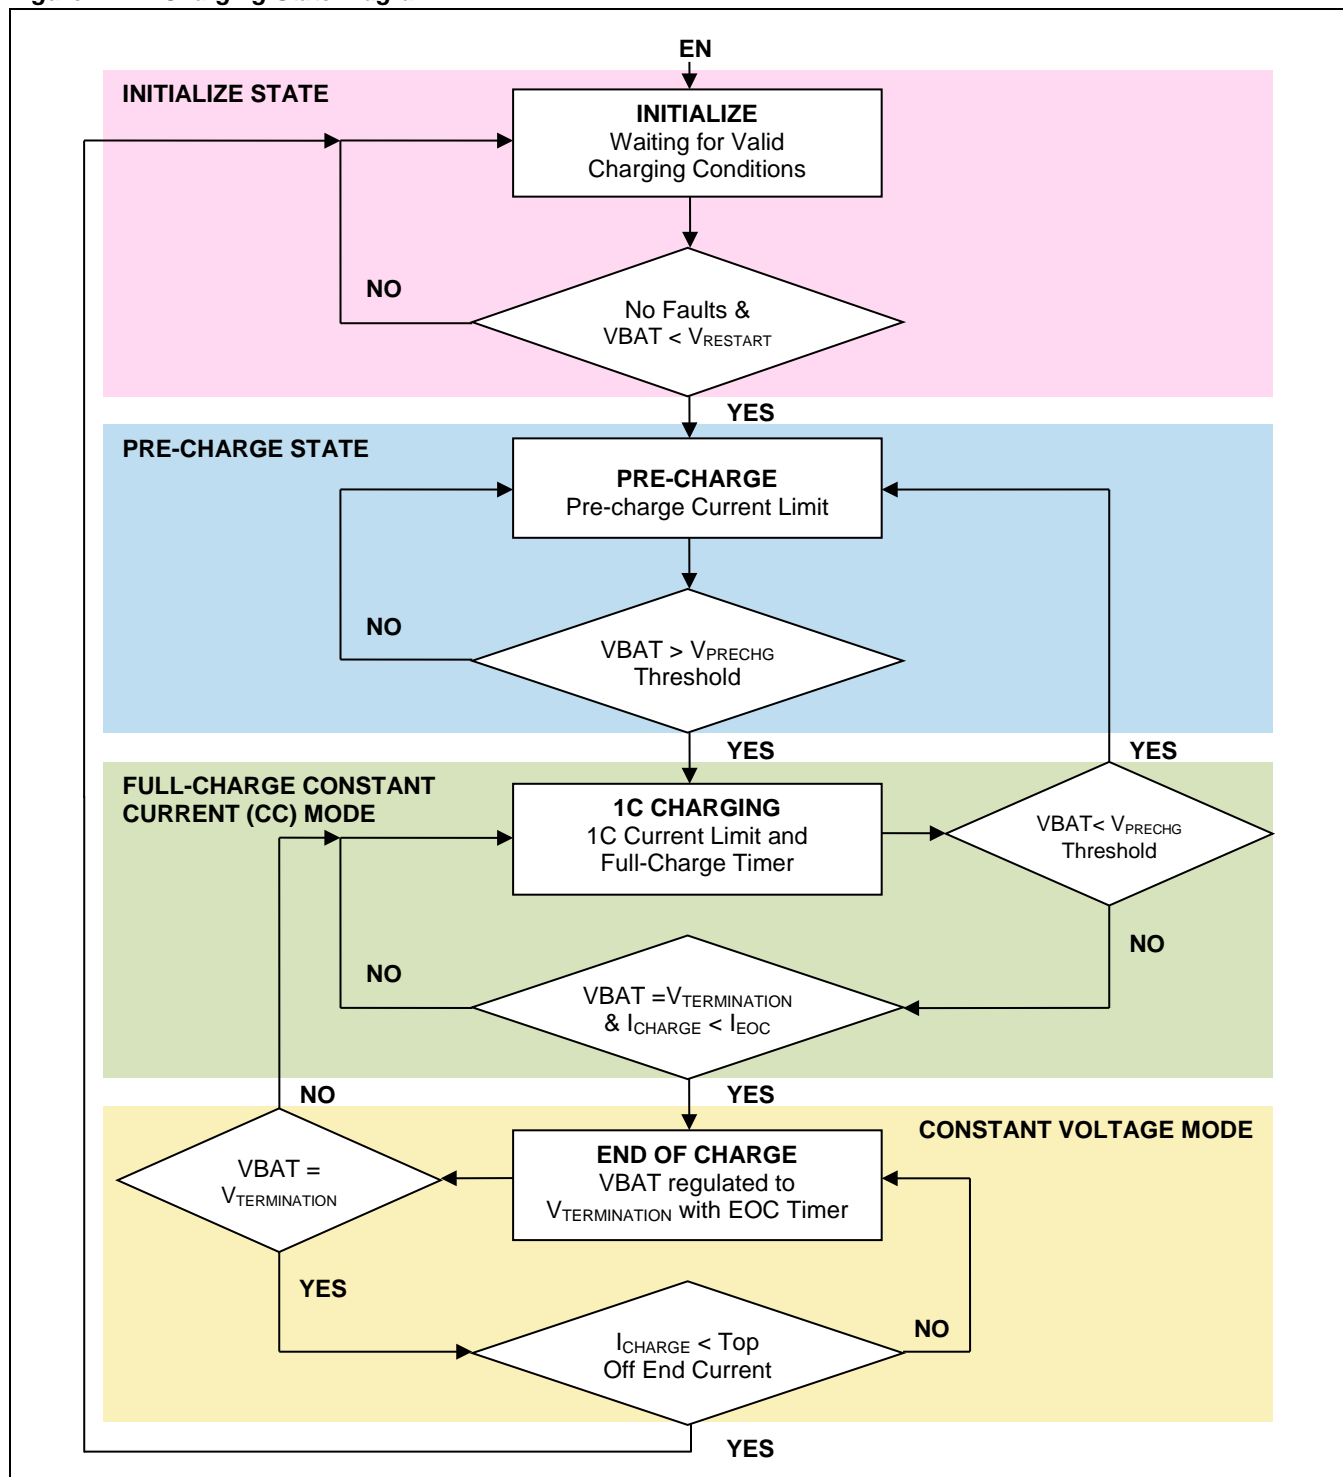 EN
INITIALIZE STATE
INITIALIZE
Waiting for Valid
Charging Conditions
NO
No Faults &
VBAT < VRESTART
YES
PRE-CHARGE STATE
PRE-CHARGE
Pre-charge Current Limit
NO
VBAT > VPRECHG
Threshold
YES
YES
FULL-CHARGE CONSTANT
CURRENT (CC) MODE
1C CHARGING
1C Current Limit and
Full-Charge Timer
VBAT< VPRECHG
Threshold
NO
NO
VBAT =VTERMINATION
& ICHARGE < IEOC
NO
YES
CONSTANT VOLTAGE MODE
END OF CHARGE
VBAT regulated to
VTERMINATION with EOC Timer
VBAT =
VTERMINATION
YES
ICHARGE < Top
Off End Current
NO
YES